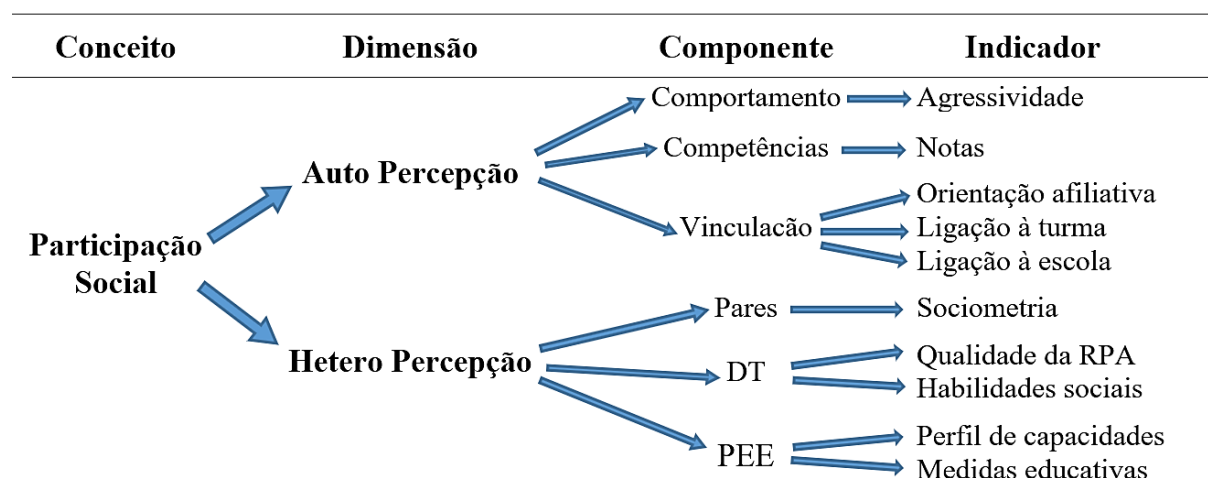 Conceito Dimensão Componente Indicador
Comportamento Agressividade
Competências Notas
Auto Percepção
Orientação afiliativa
Vinculacão Ligação à turma
Ligação à escola
Participação
Social
Pares Sociometria
Qualidade da RPA
Hetero Percepção
DT
Habilidades sociais
Perfil de capacidades
PEE
Medidas educativas